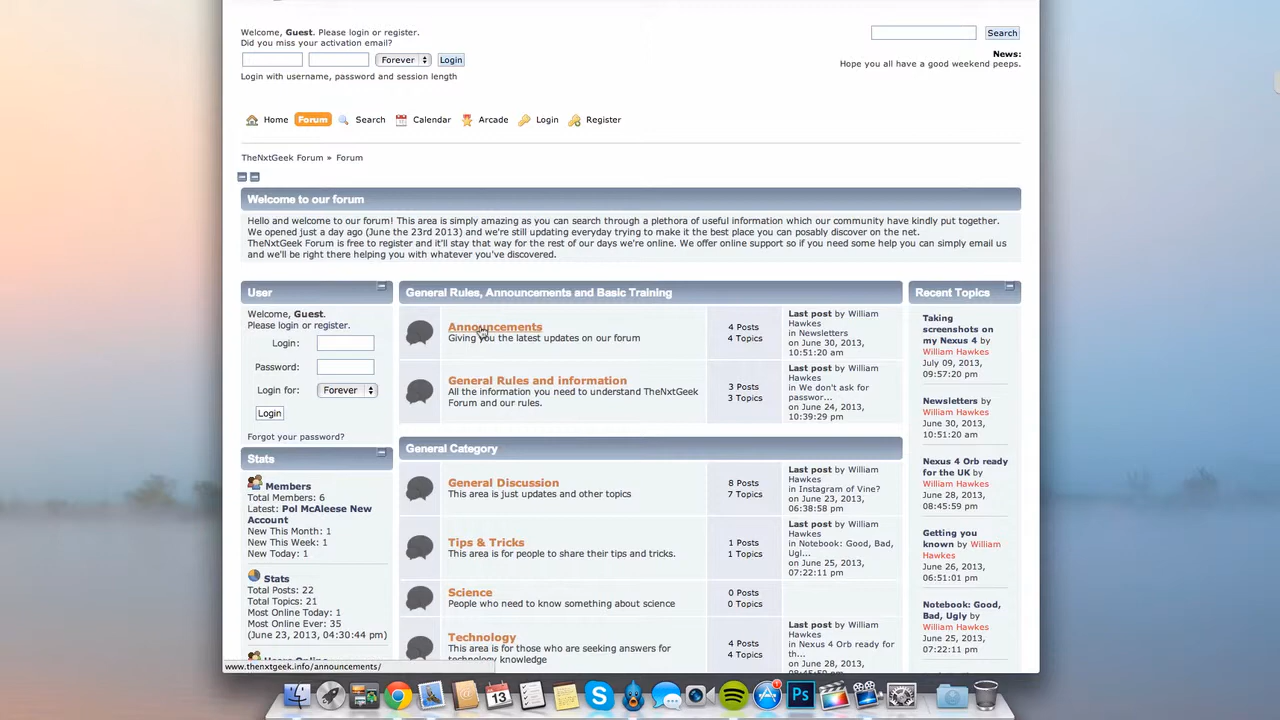 Welcome, Guest. Please login or register.
Did you miss your activation email?
Forever
Login
Login with username, password and session length
Search
News:
Hope you all have a good weekend peeps.
Home
Forum
Search
Calendar
Arcade
Login
Register
TheNxtGeek Forum » Forum
Welcome to our forum
Hello and welcome to our forum! This area is simply amazing as you can search through a plethora of useful information which our community have kindly put together.
We opened just a day ago (June the 23rd 2013) and we're still updating everyday trying to make it the best place you can posably discover on the net.
TheNxtGeek Forum is free to register and it'll stay that way for the rest of our days we're online. We offer online support so if you need some help you can simply email us
and we'll be right there helping you with whatever you've discovered.
User
Welcome, Guest.
Please login or register.
Login:
Password:
Login for:
Forever
Login
Forgot your password?
Stats
Members
Total Members: 6
Latest: Pol McAleese New
Account
New This Month: 1
New This Week: 1
New Today: 1
Stats
Total Posts: 22
Total Topics: 21
Most Online Today: 1
Most Online Ever: 35
(June 23, 2013, 04:30:44 pm)
General Rules, Announcements and Basic Training
Announcements
Giving you the latest updates on our forum
4 Posts
4 Topics
Last post by William
Hawkes
in Newsletters
on June 30, 2013,
10:51:20 am
General Rules and information
All the information you need to understand TheNxtGeek
Forum and our rules.
3 Posts
3 Topics
Last post by William
Hawkes
in We don't ask for
passwor...
on June 24, 2013,
10:39:29 pm
General Category
General Discussion
This area is just updates and other topics
8 Posts
7 Topics
Last post by William
Hawkes
in Instagram of Vine?
on June 23, 2013,
06:38:58 pm
Tips & Tricks
This area is for people to share their tips and tricks.
1 Posts
1 Topics
Last post by William
Hawkes
in Notebook: Good, Bad,
Ugl...
on June 25, 2013,
07:22:11 pm
Science
People who need to know something about science
0 Posts
0 Topics
Technology
This area is for those who are seeking answers for
technology knowledge
4 Posts
4 Topics
Last post by William
Hawkes
in Nexus 4 Orb ready for
th...
on June 28, 2013,
Recent Topics
Taking
screenshots on
my Nexus 4 by
William Hawkes
July 09, 2013,
09:57:20 pm
Newsletters by
William Hawkes
June 30, 2013,
10:51:20 am
Nexus 4 Orb ready
for the UK by
William Hawkes
June 28, 2013,
08:45:59 pm
Getting you
known by William
Hawkes
June 26, 2013,
06:51:01 pm
Notebook: Good,
Bad, Ugly by
William Hawkes
June 25, 2013,
07:22:11 pm
www.thenxtgeek.info/announcements/
13
Ps